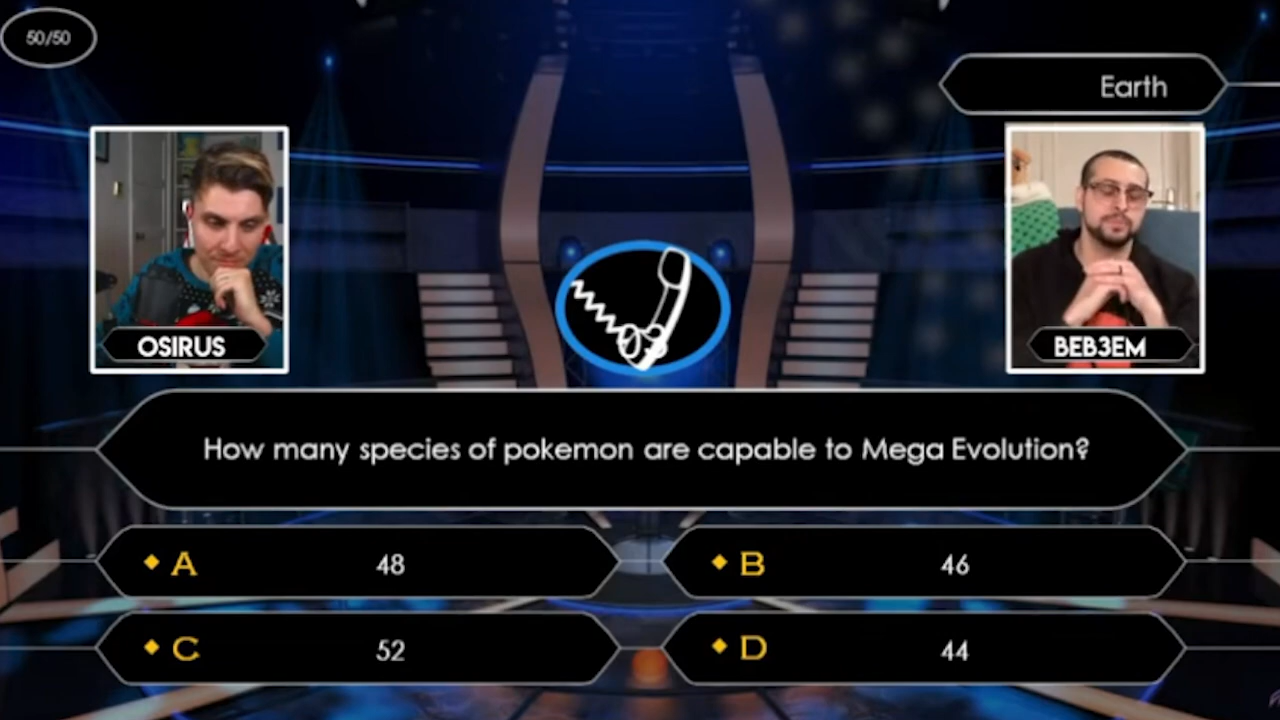 50/50
Earth
OSIRUS
BEB3EM
03
How many species of pokemon are capable to Mega Evolution?
A 48
B 46
C 52
D 44